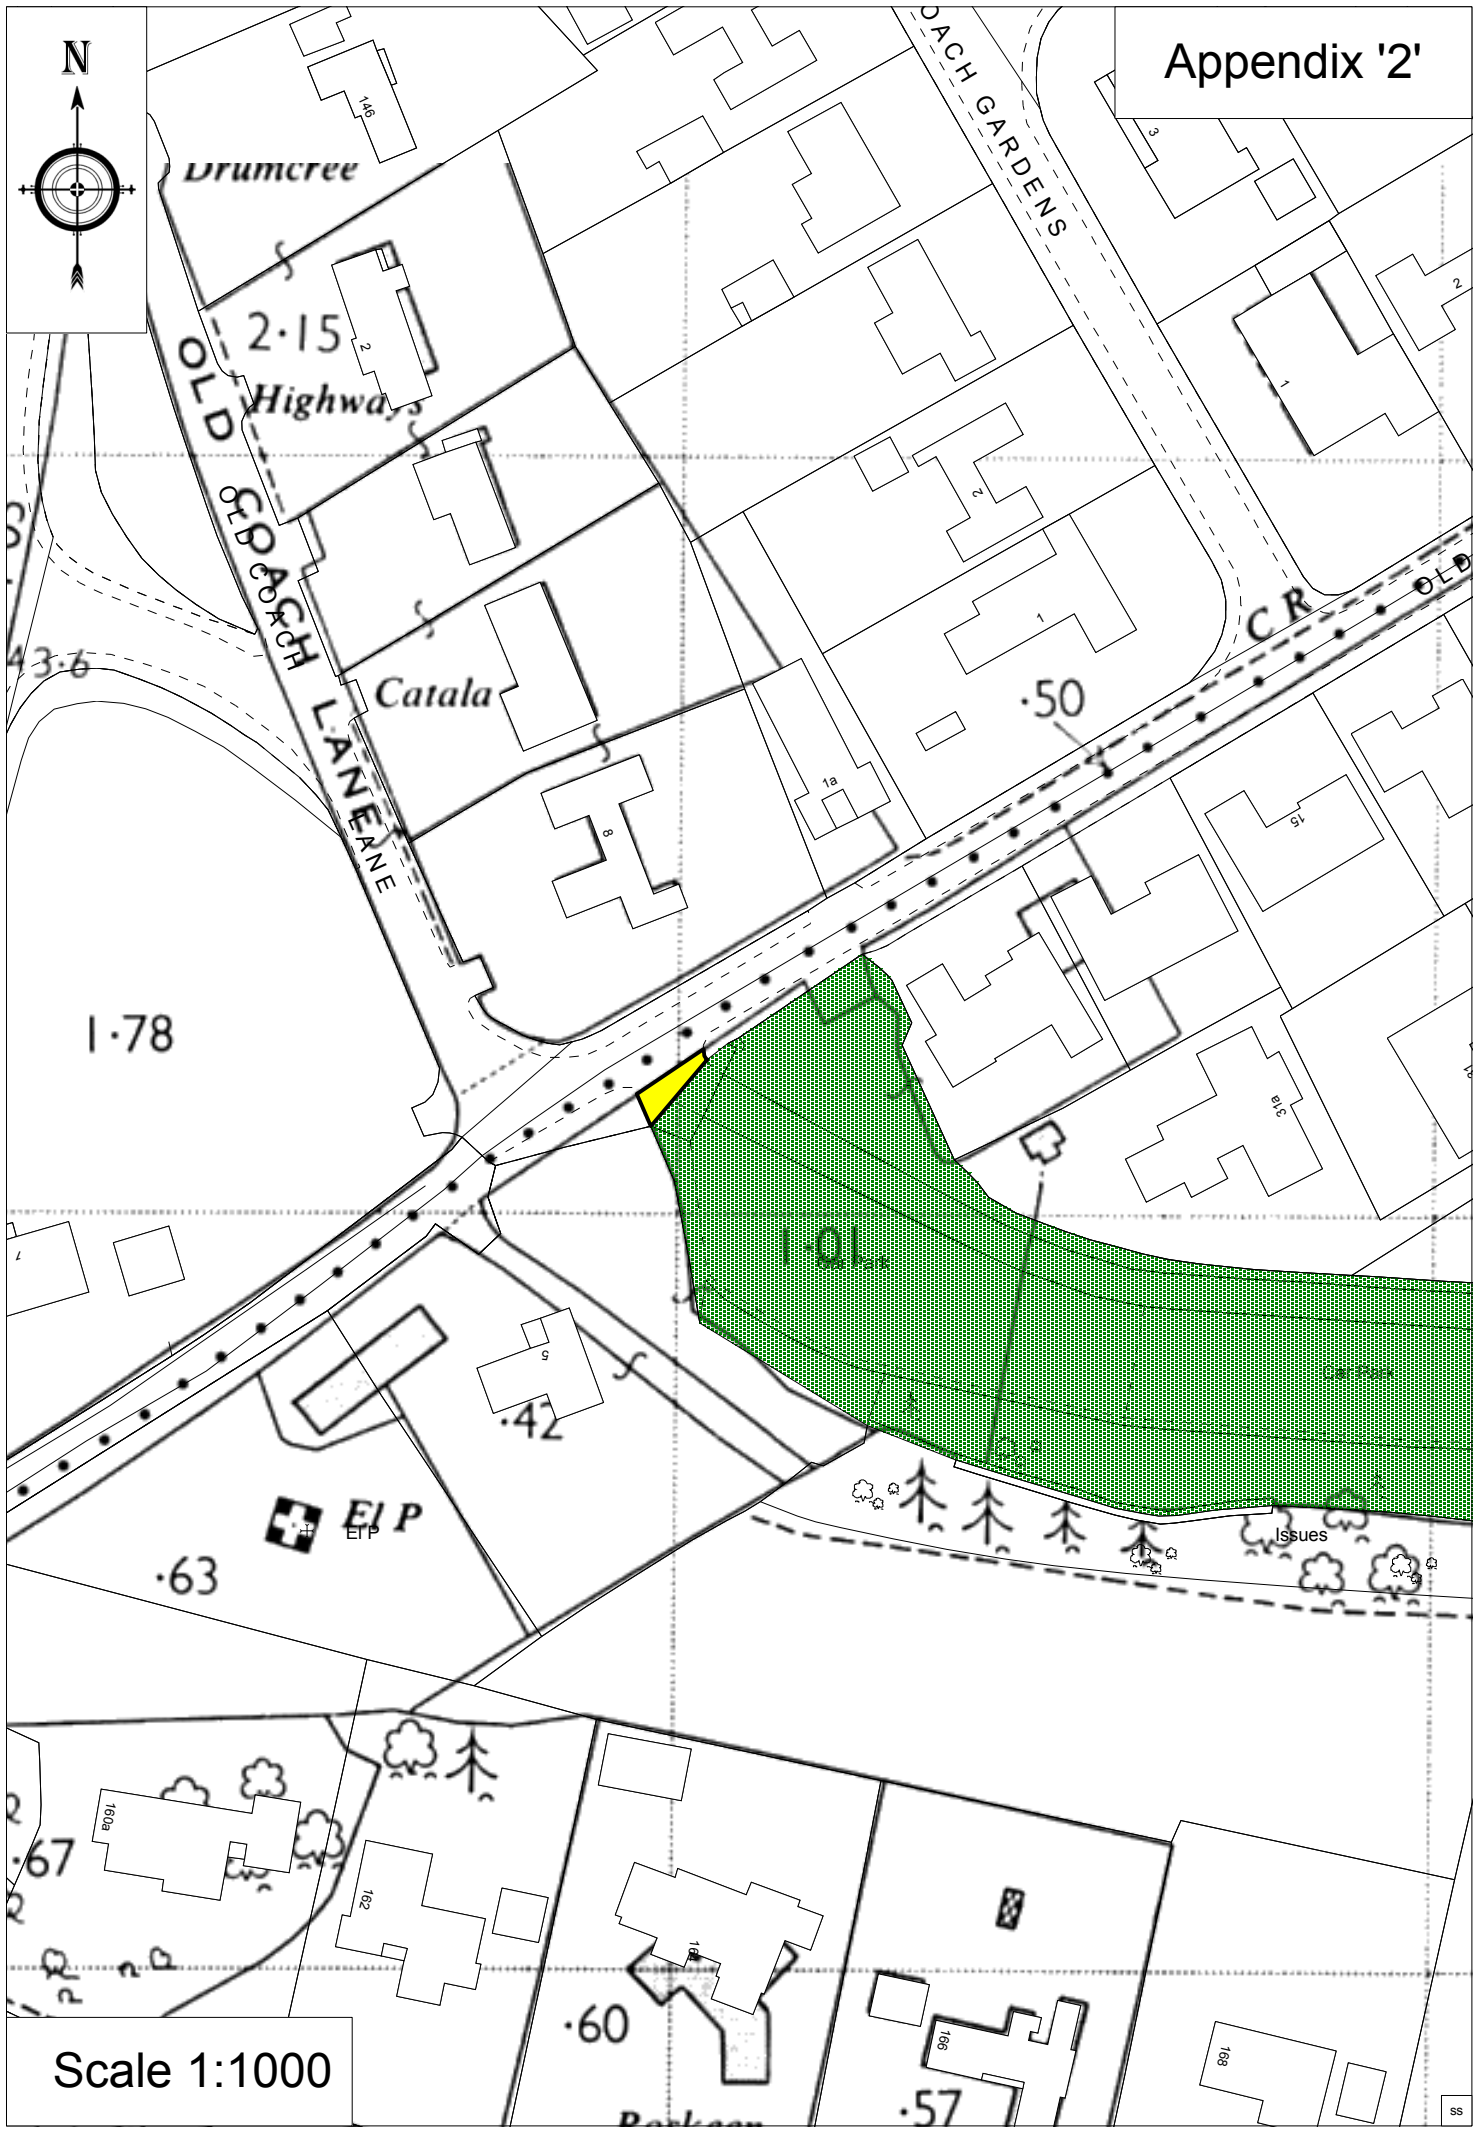 N
Appendix '2'
OACH GARDENS
146
3
Drumcree
2
2·15
2
Highways
1
OLD COACH LANE
OLD COACH
LANE
2
OLD
C R
1
43·6
Catala
·50
1a
15
8
1·78
31a
1·01
Car Park
5
·42
El P
El P
Issues
·63
160a
·67
162
164
·60
166
168
·57
Scale 1:1000
ss